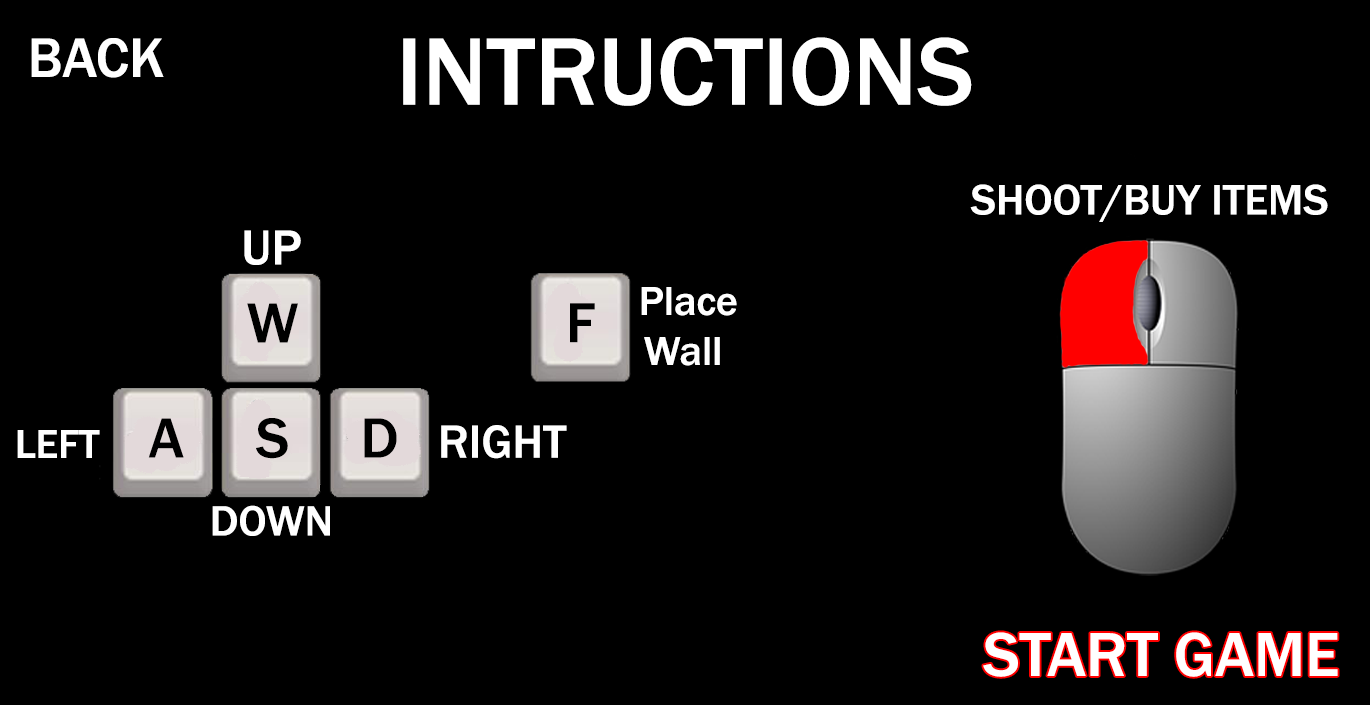 BACK
INTRUCTIONS
SHOOT/BUY ITEMS
UP
W
F
Place
Wall
LEFT
A
S
D
RIGHT
DOWN
START GAME